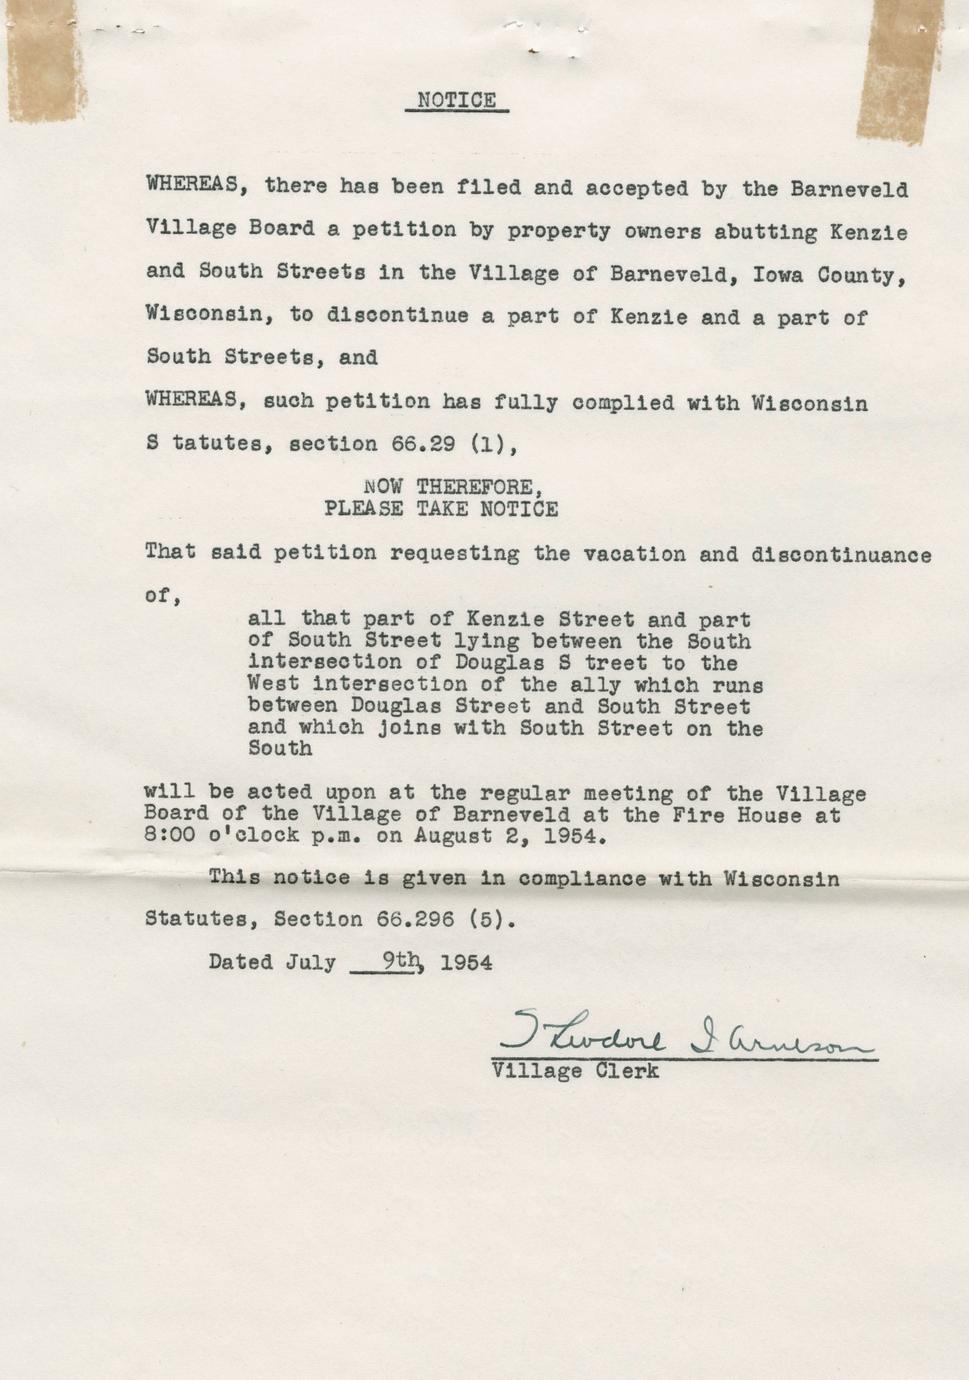 NOTICE
WHEREAS, there has been filed and accepted by the Barneveld
Village Board a petition by property owners abutting Kenzie
and South Streets in the Village of Barneveld, Iowa County,
Wisconsin, to discontinue a part of Kenzie and a part of
South Streets, and
WHEREAS, such petition has fully complied with Wisconsin
S tatutes, section 66.29 (1),
NOW THEREFORE,
PLEASE TAKE NOTICE
That said petition requesting the vacation and discontinuance
of,
all that part of Kenzie Street and part
of South Street lying between the South
intersection of Douglas S treet to the
West intersection of the ally which runs
between Douglas Street and South Street
and which joins with South Street on the
South
will be acted upon at the regular meeting of the Village
Board of the Village of Barneveld at the Fire House at
8:00 o'clock p.m. on August 2, 1954.
This notice is given in compliance with Wisconsin
Statutes, Section 66.296 (5).
Dated July 9th, 1954
Theodore I Arneson
Village Clerk